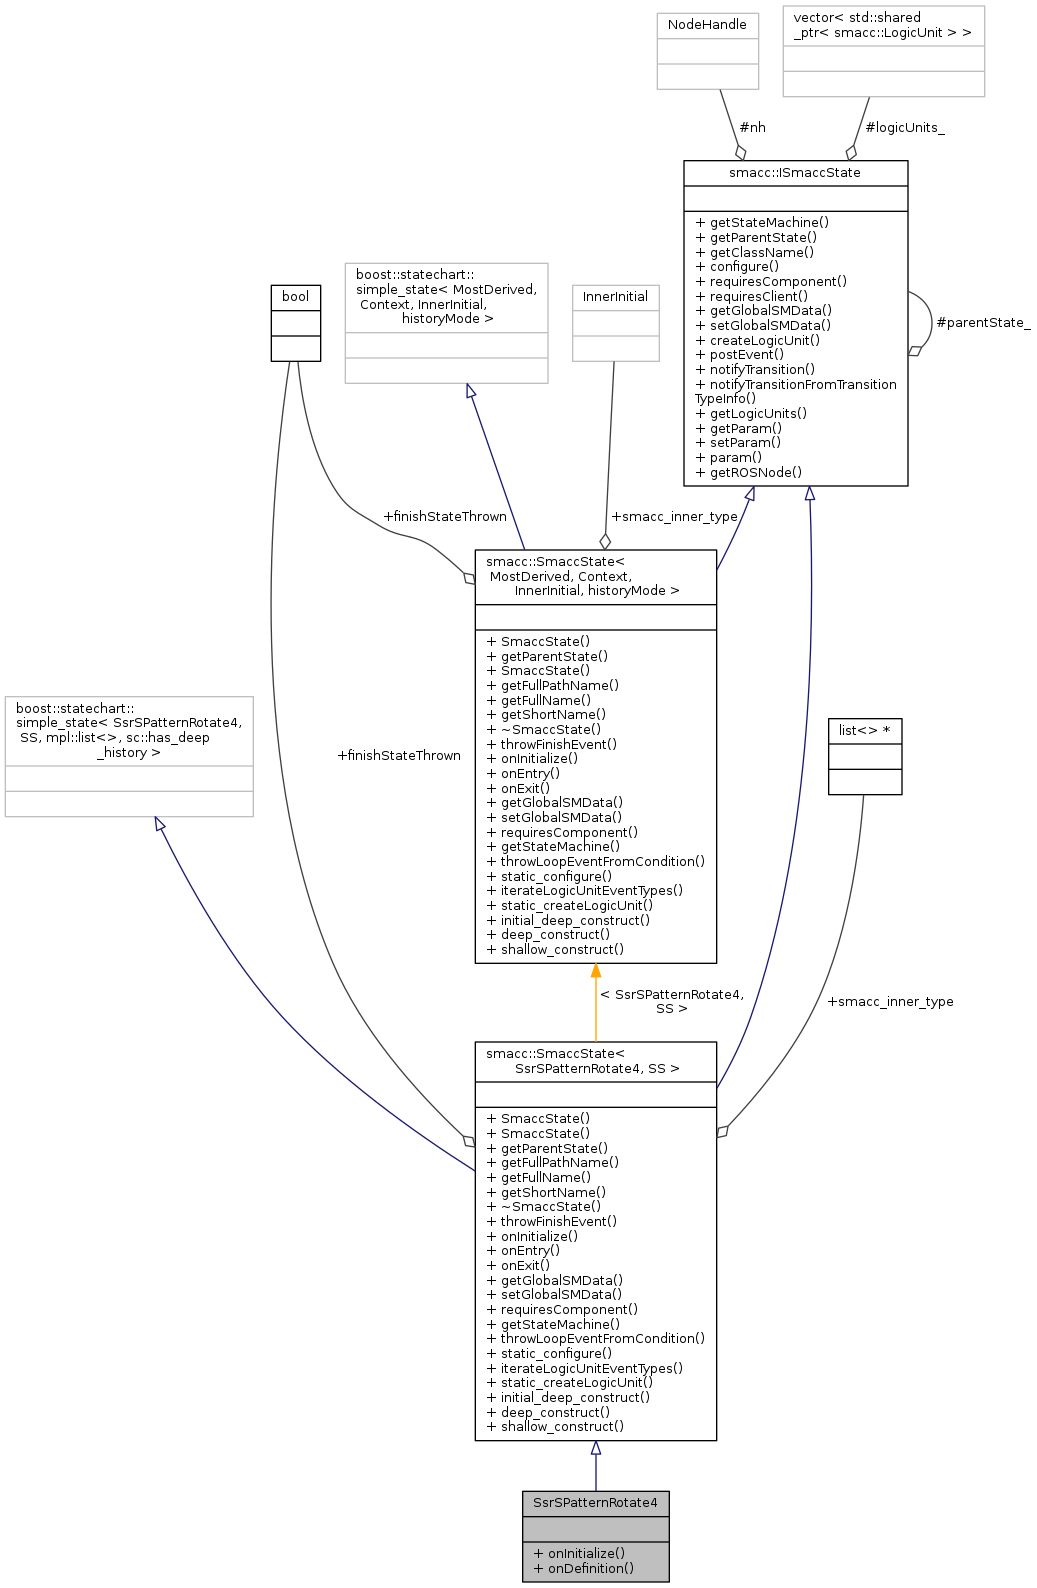 NodeHandle
vector< std::shared
_ptr< smacc::LogicUnit > >
#nh
#logicUnits_
smacc::ISmaccState
+ getStateMachine()
+ getParentState()
+ getClassName()
+ configure()
+ requiresComponent()
+ requiresClient()
+ getGlobalSMData()
+ setGlobalSMData()
+ createLogicUnit()
+ postEvent()
+ notifyTransition()
+ notifyTransitionFromTransition
TypeInfo()
+ getLogicUnits()
+ getParam()
+ setParam()
+ param()
+ getROSNode()
#parentState_
bool
boost::statechart::
simple_state< MostDerived,
Context, InnerInitial,
historyMode >
InnerInitial
+finishStateThrown
+smacc_inner_type
smacc::SmaccState<
MostDerived, Context,
InnerInitial, historyMode >
+ SmaccState()
+ getParentState()
+ SmaccState()
+ getFullPathName()
+ getFullName()
+ getShortName()
+ ~SmaccState()
+ throwFinishEvent()
+ onInitialize()
+ onEntry()
+ onExit()
+ getGlobalSMData()
+ setGlobalSMData()
+ requiresComponent()
+ getStateMachine()
+ throwLoopEventFromCondition()
+ static_configure()
+ iterateLogicUnitEventTypes()
+ static_createLogicUnit()
+ initial_deep_construct()
+ deep_construct()
+ shallow_construct()
boost::statechart::
simple_state< SsrSPatternRotate4,
SS, mpl::list<>, sc::has_deep
_history >
+finishStateThrown
list<> *
< SsrSPatternRotate4,
SS >
+smacc_inner_type
smacc::SmaccState<
SsrSPatternRotate4, SS >
+ SmaccState()
+ SmaccState()
+ getParentState()
+ getFullPathName()
+ getFullName()
+ getShortName()
+ ~SmaccState()
+ throwFinishEvent()
+ onInitialize()
+ onEntry()
+ onExit()
+ getGlobalSMData()
+ setGlobalSMData()
+ requiresComponent()
+ getStateMachine()
+ throwLoopEventFromCondition()
+ static_configure()
+ iterateLogicUnitEventTypes()
+ static_createLogicUnit()
+ initial_deep_construct()
+ deep_construct()
+ shallow_construct()
SsrSPatternRotate4
+ onInitialize()
+ onDefinition()